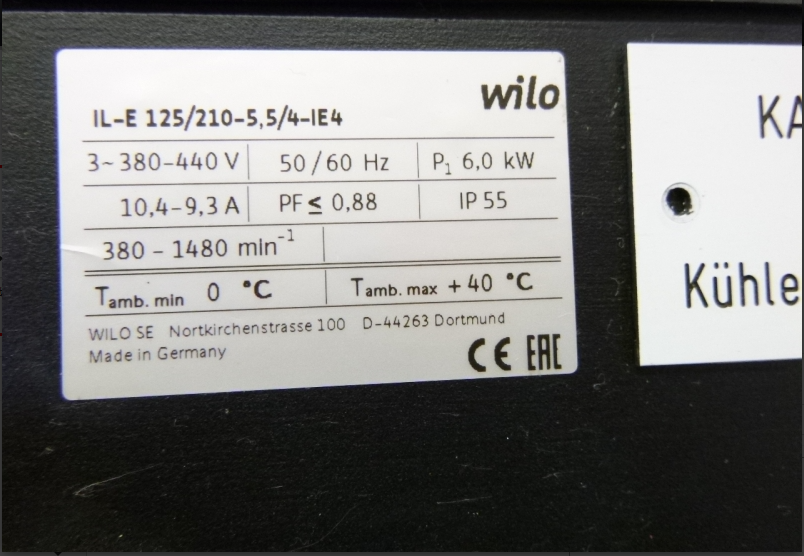 wilo
IL-E 125/210-5,5/4-IE4
3~380-440 V 50/60 Hz P₁ 6,0 kW
10,4-9,3 A PF ≤ 0,88 IP 55
380 - 1480 min⁻¹
Tamb. min 0 °C Tamb. max +40 °C
WILO SE Nortkirchenstrasse 100 D-44263 Dortmund
Made in Germany
CE EAC
KA
Kühle